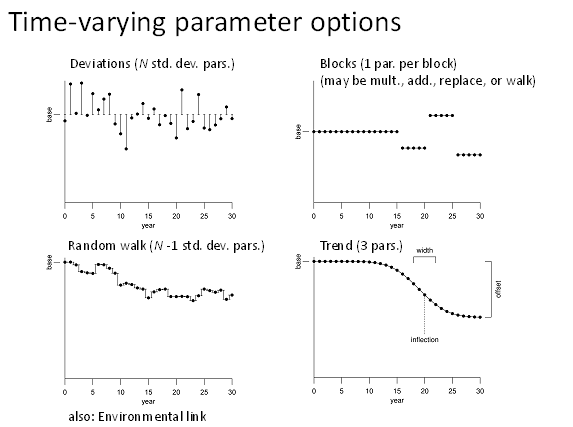 Time-varying parameter options
Deviations (N std. dev. pars.)
base
0 5 10 15 20 25 30
year
Blocks (1 par. per block)
(may be mult., add., replace, or walk)
base
0 5 10 15 20 25 30
year
Random walk (N -1 std. dev. pars.)
base
0 5 10 15 20 25 30
year
Trend (3 pars.)
width
base
offset
inflection
0 5 10 15 20 25 30
year
also: Environmental link